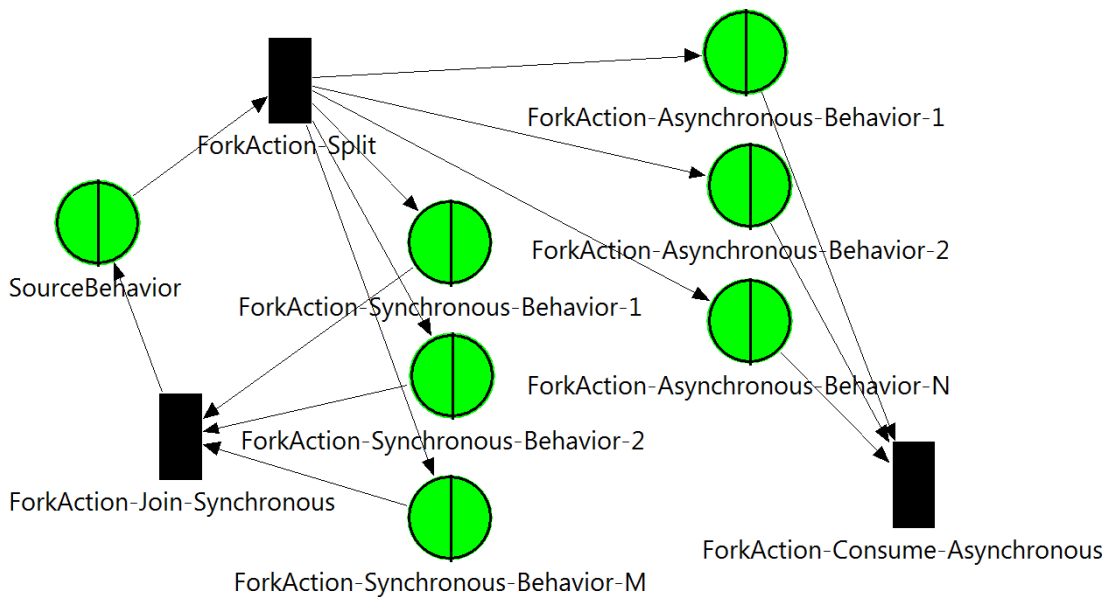 ForkAction-Asynchronous-Behavior-1
ForkAction-Split
ForkAction-Asynchronous-Behavior-2
SourceBehavior
ForkAction-Synchronous-Behavior-1
ForkAction-Asynchronous-Behavior-N
ForkAction-Synchronous-Behavior-2
ForkAction-Join-Synchronous
ForkAction-Consume-Asynchronous
ForkAction-Synchronous-Behavior-M